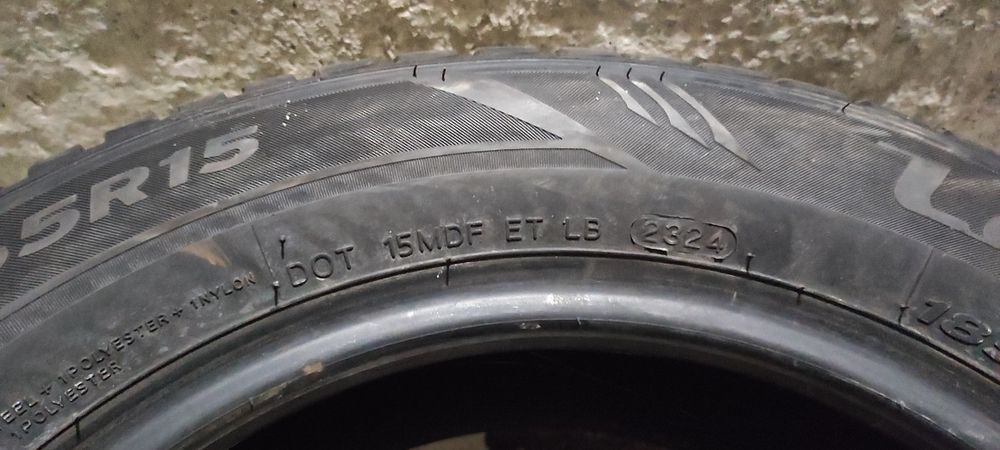 5R15
DOT 15MDF ET LB 2324
+ 1POLYESTER + 1NYLON
1POLYESTER